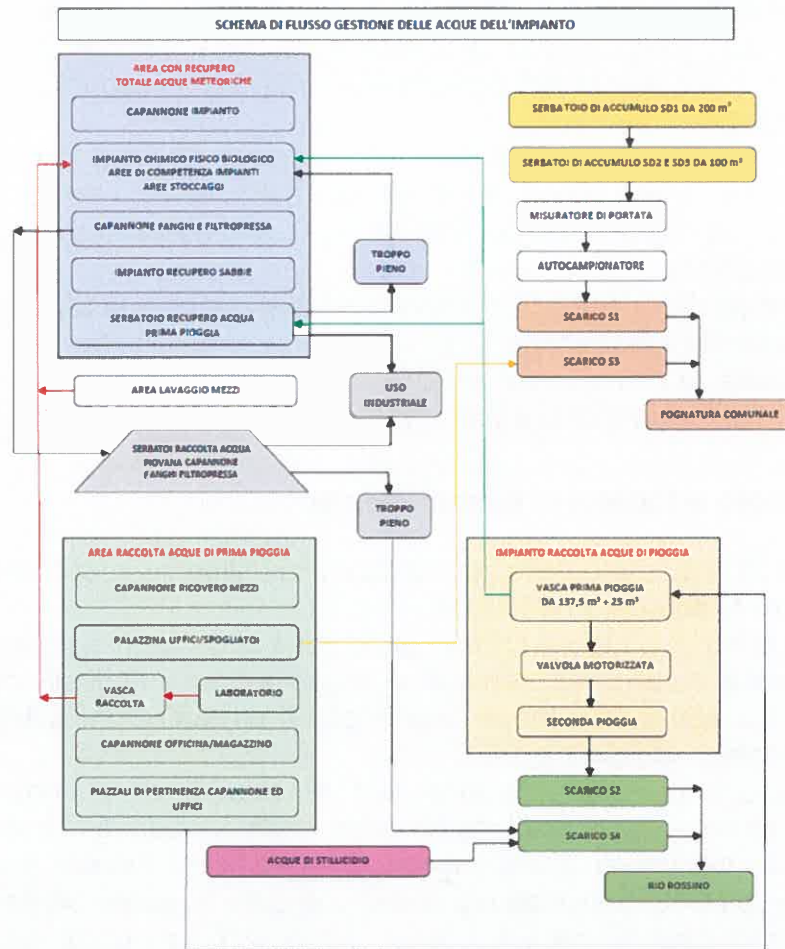 SCHEMA DI FLUSSO GESTIONE DELLE ACQUE DELL'IMPIANTO
AREA CON RECUPERO
TOTALE ACQUE METEORICHE
CAPANNONE IMPIANTO
IMPIANTO CHIMICO FISICO BIOLOGICO
AREE DI COMPETENZA IMPIANTI
AREE STOCCAGGI
CAPANNONE FANGHI E FILTROPRESSA
IMPIANTO RECUPERO SABBIE
SERBATOIO RECUPERO ACQUA
PRIMA PIOGGIA
TROPPO
PIENO
SERBATOIO DI ACCUMULO SD1 DA 200 m³
SERBATOI DI ACCUMULO SD2 E SD3 DA 100 m³
MISURATORE DI PORTATA
AUTOCAMPIONATORE
SCARICO S1
SCARICO S3
FOGNATURA COMUNALE
AREA LAVAGGIO MEZZI
USO
INDUSTRIALE
SERBATOI RACCOLTA ACQUA
PIOVANA CAPANNONE
FANGHI FILTROPRESSA
TROPPO
PIENO
AREA RACCOLTA ACQUE DI PRIMA PIOGGIA
CAPANNONE RICOVERO MEZZI
PALAZZINA UFFICI/SPOGLIATOI
VASCA
RACCOLTA
LABORATORIO
CAPANNONE OFFICINA/MAGAZZINO
PIAZZALI DI PERTINENZA CAPANNONE ED
UFFICI
IMPIANTO RACCOLTA ACQUE DI PIOGGIA
VASCA PRIMA PIOGGIA
DA 137,5 m³ + 25 m³
VALVOLA MOTORIZZATA
SECONDA PIOGGIA
SCARICO S2
SCARICO S4
ACQUE DI STILLICIDIO
RIO ROSSINO